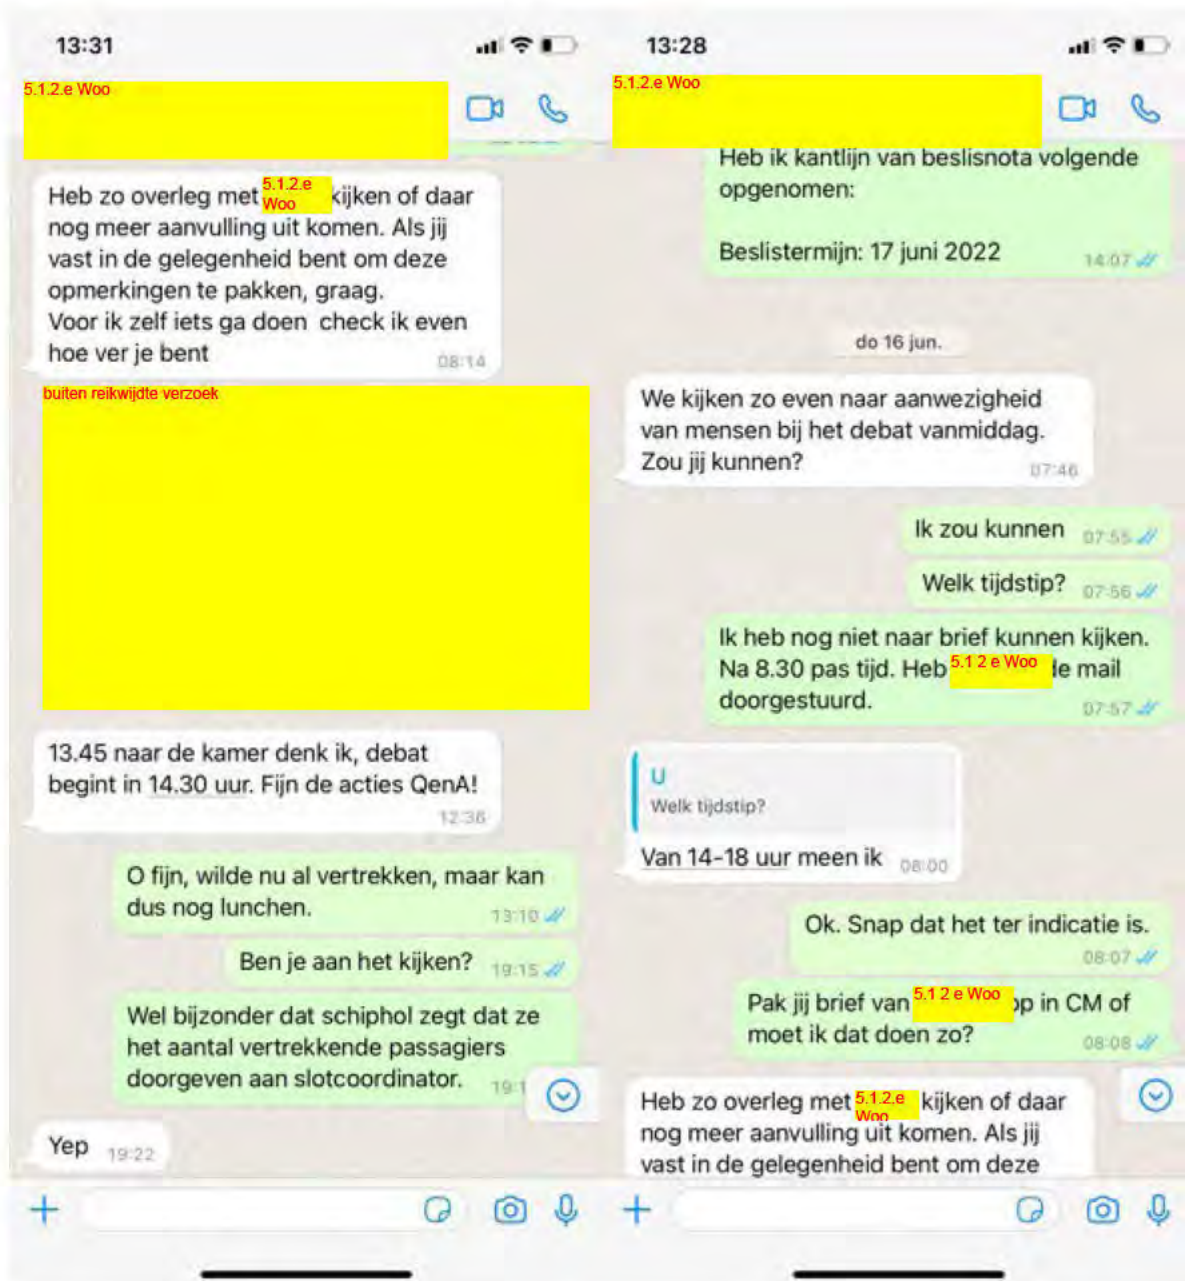 13:31
5.1.2.e Woo
Heb zo overleg met 5.1.2.e Woo kijken of daar
nog meer aanvulling uit komen. Als jij
vast in de gelegenheid bent om deze
opmerkingen te pakken, graag.
Voor ik zelf iets ga doen check ik even
hoe ver je bent
08:14
buiten reikwijdte verzoek
13.45 naar de kamer denk ik, debat
begint in 14.30 uur. Fijn de acties QenA!
12:36
O fijn, wilde nu al vertrekken, maar kan
dus nog lunchen.
13:10
Ben je aan het kijken? 19:15
Wel bijzonder dat schiphol zegt dat ze
het aantal vertrekkende passagiers
doorgeven aan slotcoordinator.
Yep 19:22
13:28
5.1.2.e Woo
Heb ik kantlijn van beslisnota volgende
opgenomen:
Beslistermijn: 17 juni 2022 14:07
do 16 jun.
We kijken zo even naar aanwezigheid
van mensen bij het debat vanmiddag.
Zou jij kunnen? 07:46
Ik zou kunnen 07:55
Welk tijdstip? 07:56
Ik heb nog niet naar brief kunnen kijken.
Na 8.30 pas tijd. Heb 5.1 2 e Woo de mail
doorgestuurd. 07:57
U
Welk tijdstip?
Van 14-18 uur meen ik 08:00
Ok. Snap dat het ter indicatie is.
08:07
Pak jij brief van 5.1 2 e Woo op in CM of
moet ik dat doen zo? 08:08
Heb zo overleg met 5.1.2.e Woo kijken of daar
nog meer aanvulling uit komen. Als jij
vast in de gelegenheid bent om deze